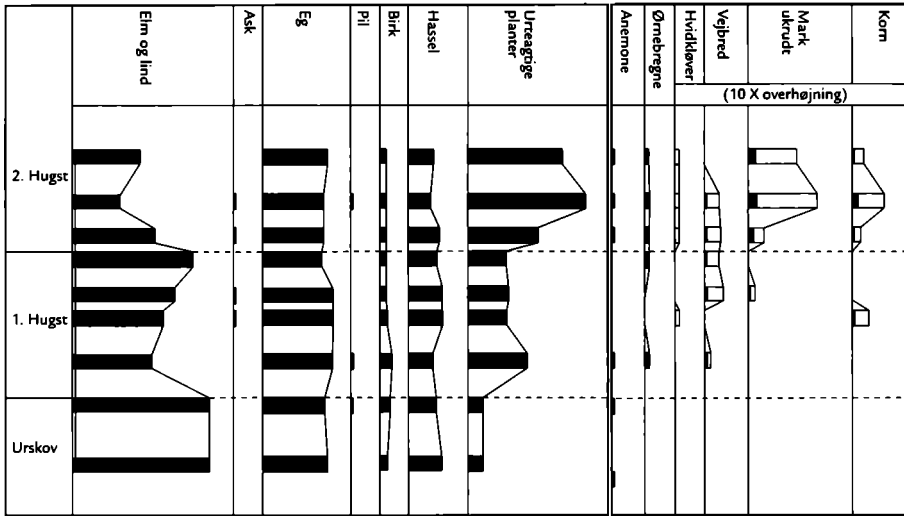 Elm og lind
Ask
Eg
Pil
Birk
Hassel
Urteagtige
planter
Anemone
Ørnebregne
Hvidkløver
Vejbred
Mark
ukrudt
Korn
(10 X overhøjning)
2. Hugst
1. Hugst
Urskov